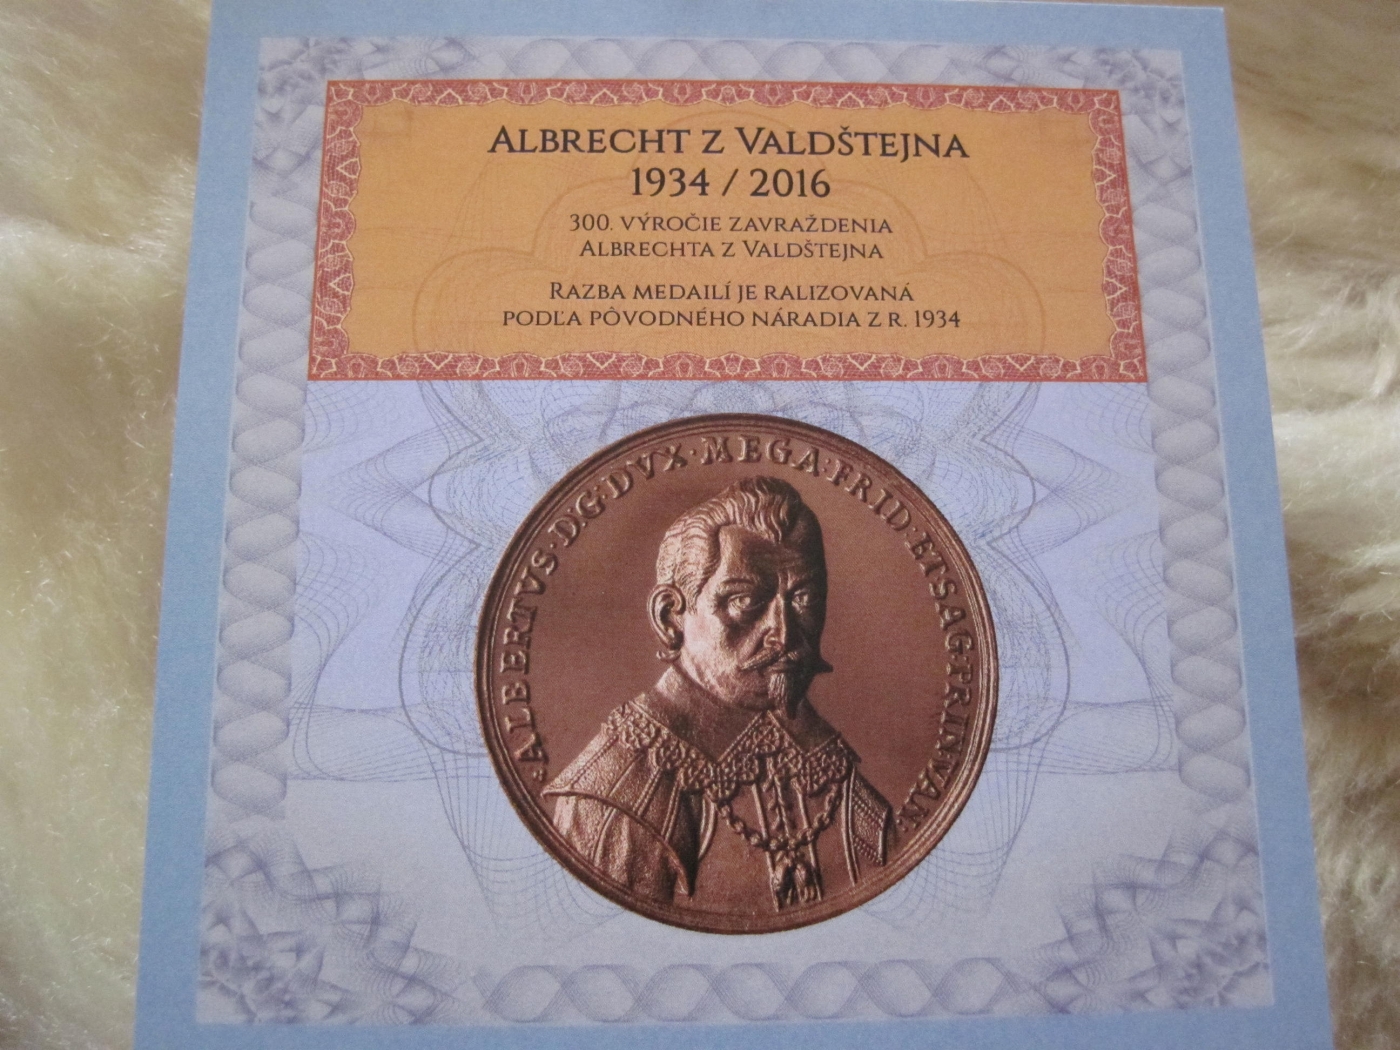 ALBRECHT Z VALDŠTEJNA
1934 / 2016
300. VÝROČIE ZAVRAŽDENIA
ALBRECHTA Z VALDŠTEJNA
RAZBA MEDAILÍ JE RALIZOVANÁ
PODĽA PÔVODNÉHO NÁRADIA Z R. 1934
·ALBERTVS·D·G·DVX·MEGA·FRID·ET·SAG·PRIN·VAN·